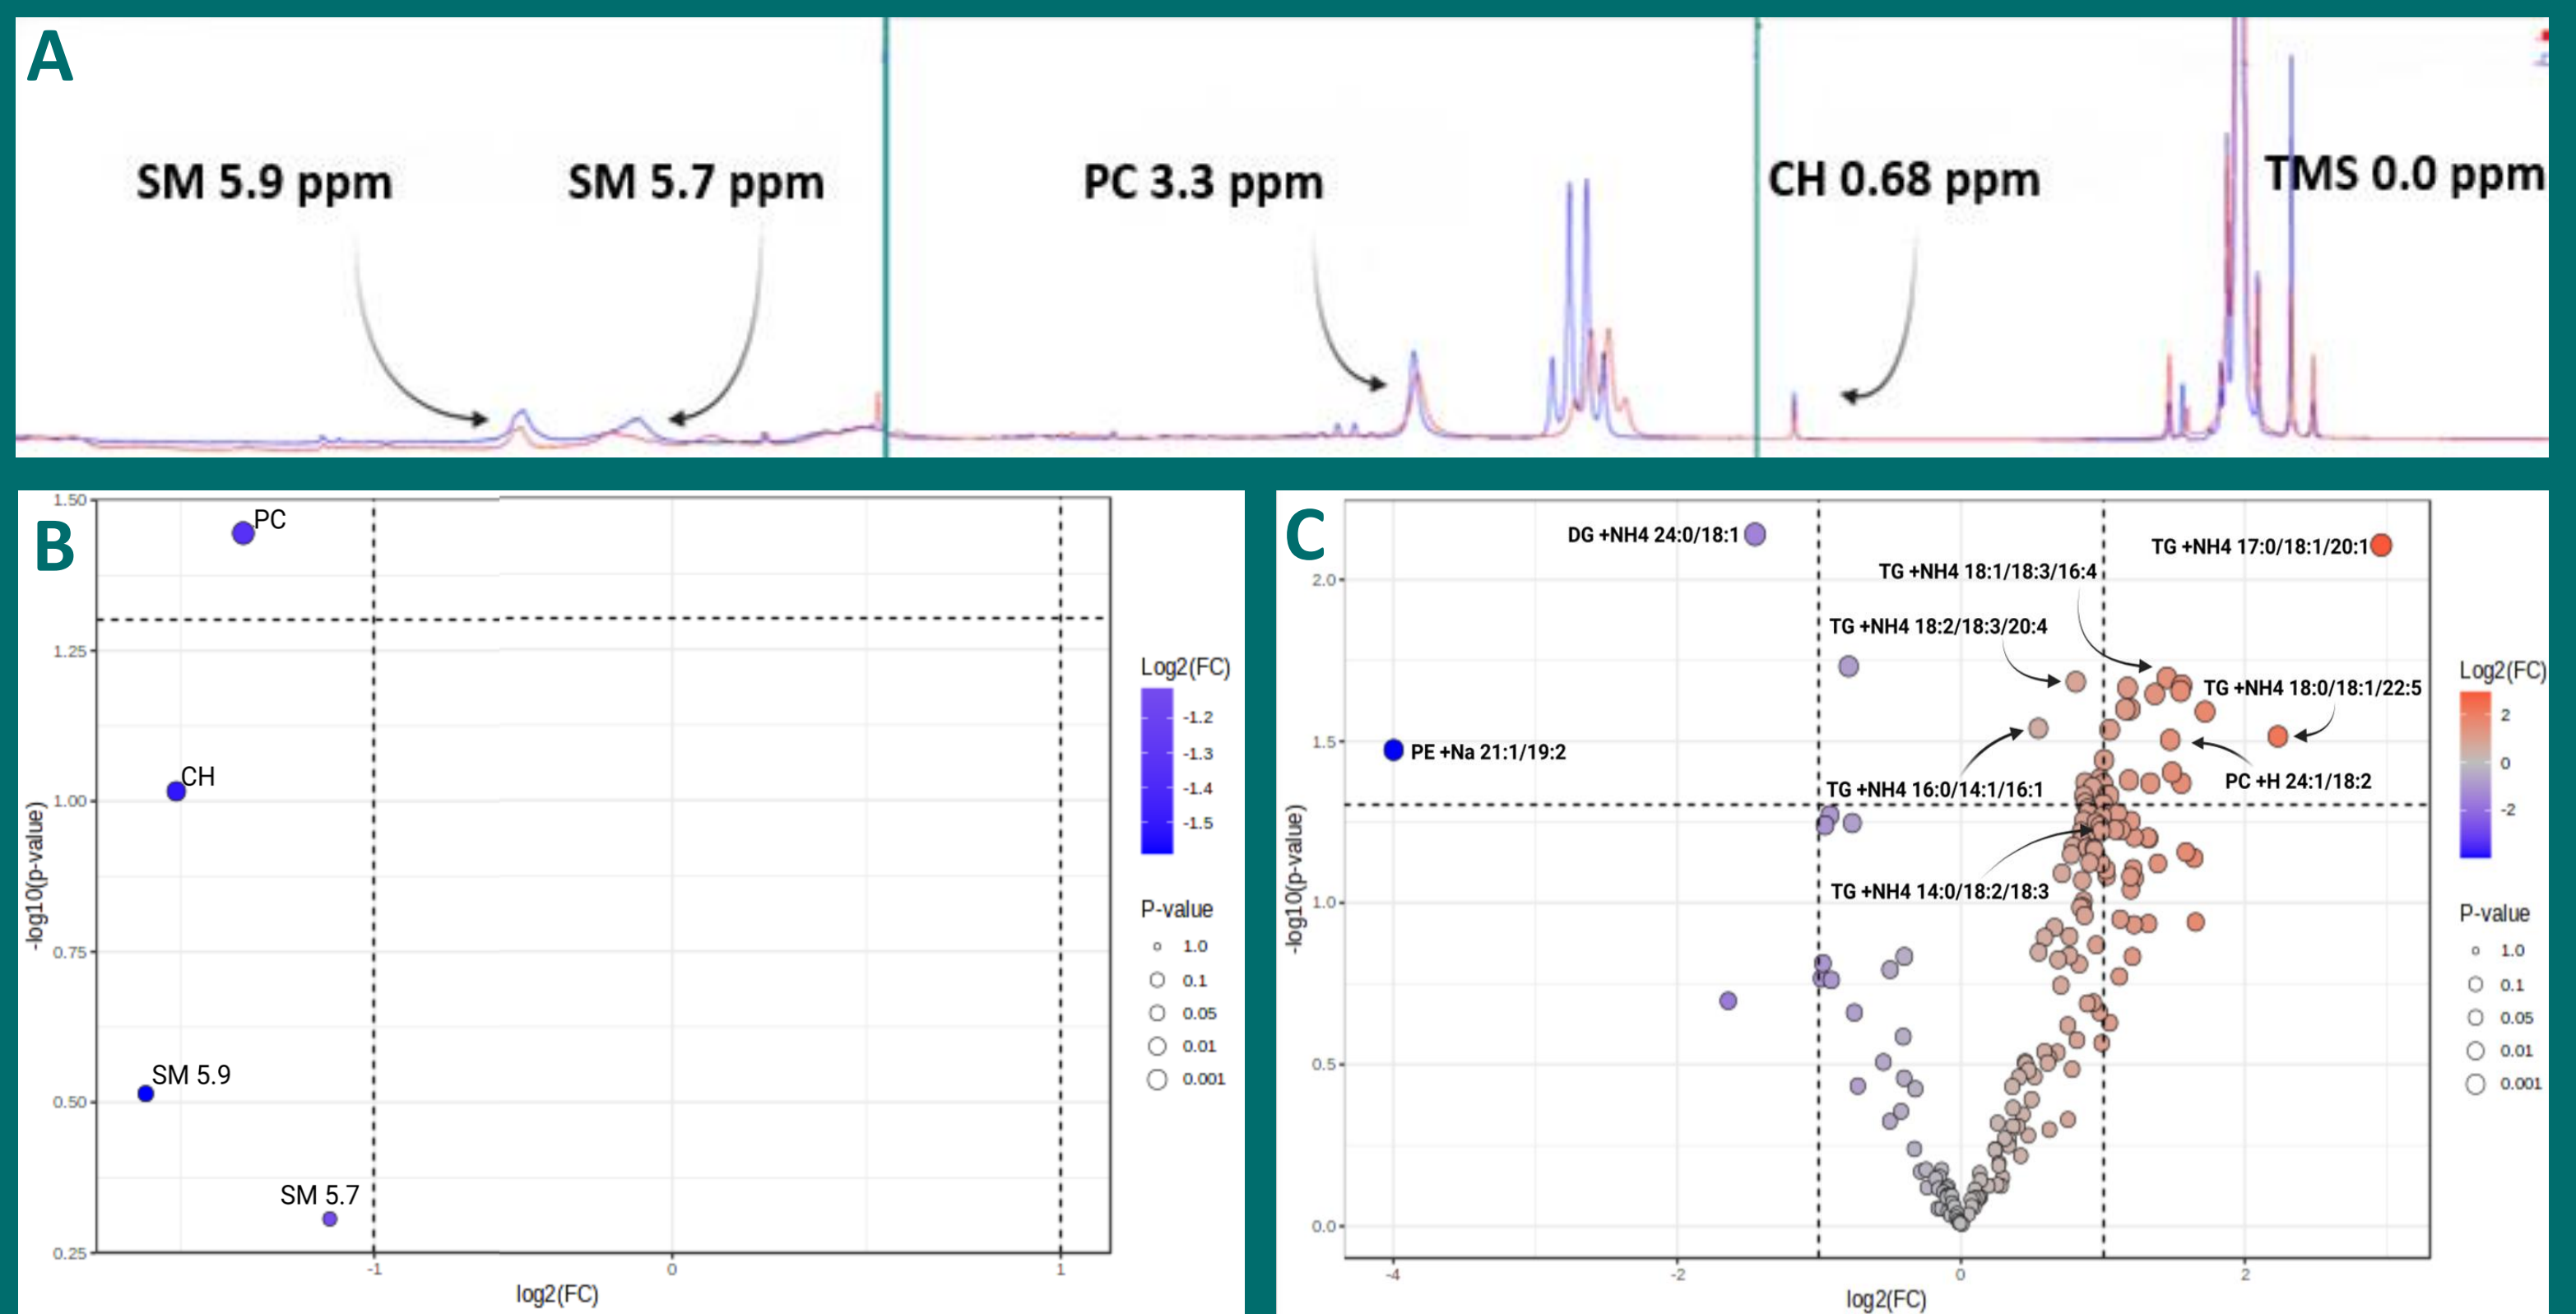 A
SM 5.9 ppm
SM 5.7 ppm
PC 3.3 ppm
CH 0.68 ppm
TMS 0.0 ppm
B
1.50
1.25
1.00
0.75
0.50
0.25
-log10(p-value)
PC
CH
SM 5.9
SM 5.7
-1
0
1
log2(FC)
Log2(FC)
-1.2
-1.3
-1.4
-1.5
P-value
1.0
0.1
0.05
0.01
0.001
C
2.0
1.5
1.0
0.5
0.0
-log10(p-value)
DG +NH4 24:0/18:1
TG +NH4 17:0/18:1/20:1
TG +NH4 18:1/18:3/16:4
TG +NH4 18:2/18:3/20:4
TG +NH4 18:0/18:1/22:5
PE +Na 21:1/19:2
PC +H 24:1/18:2
TG +NH4 16:0/14:1/16:1
TG +NH4 14:0/18:2/18:3
-4
-2
0
2
log2(FC)
Log2(FC)
2
0
-2
P-value
1.0
0.1
0.05
0.01
0.001